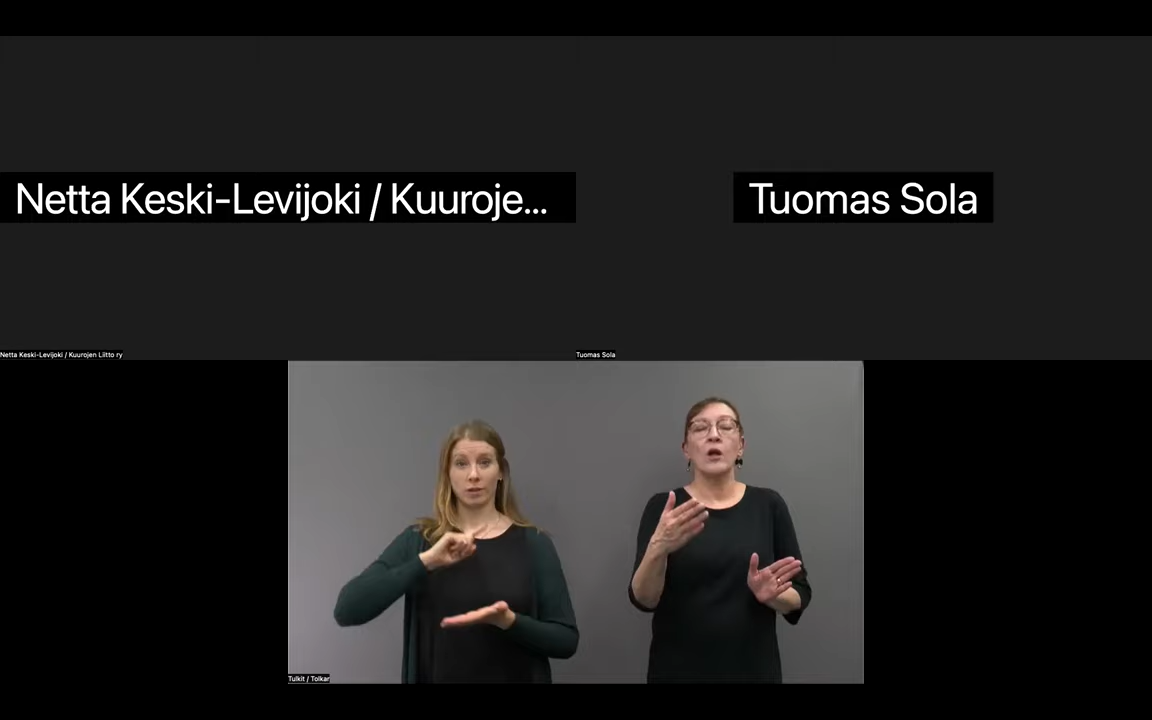 Netta Keski-Levijoki / Kuuroje...
Tuomas Sola
Netta Keski-Levijoki / Kuurojen Liitto ry
Tuomas Sola
Tulkit / Tolkar